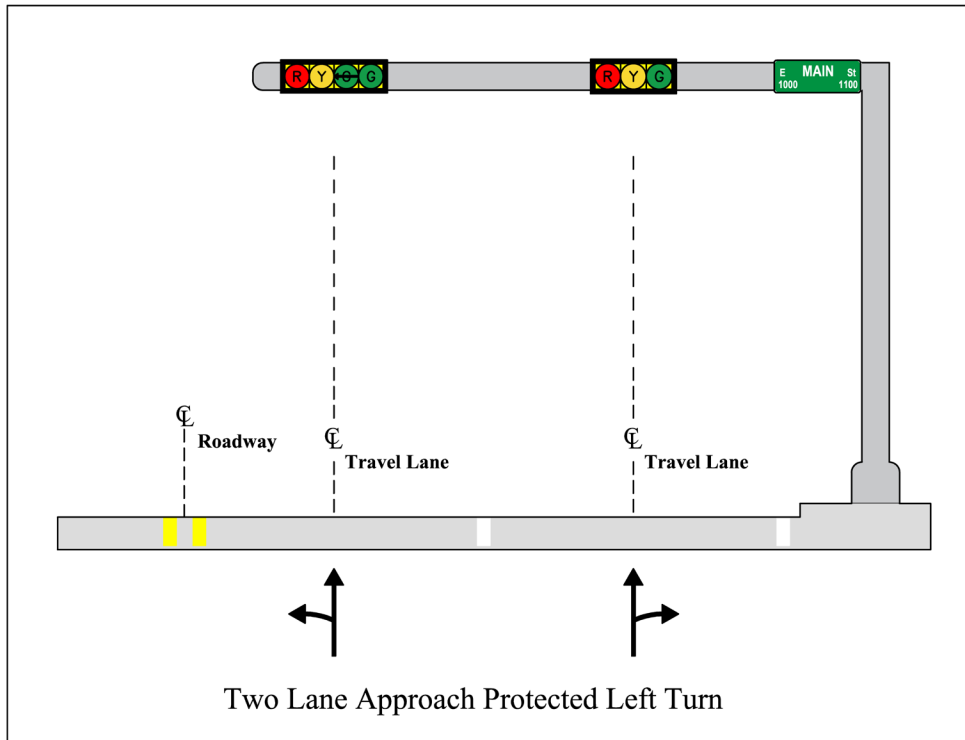 R Y G G
R Y G
E MAIN St
1000 1100
℄
Roadway
℄
Travel Lane
℄
Travel Lane
Two Lane Approach Protected Left Turn